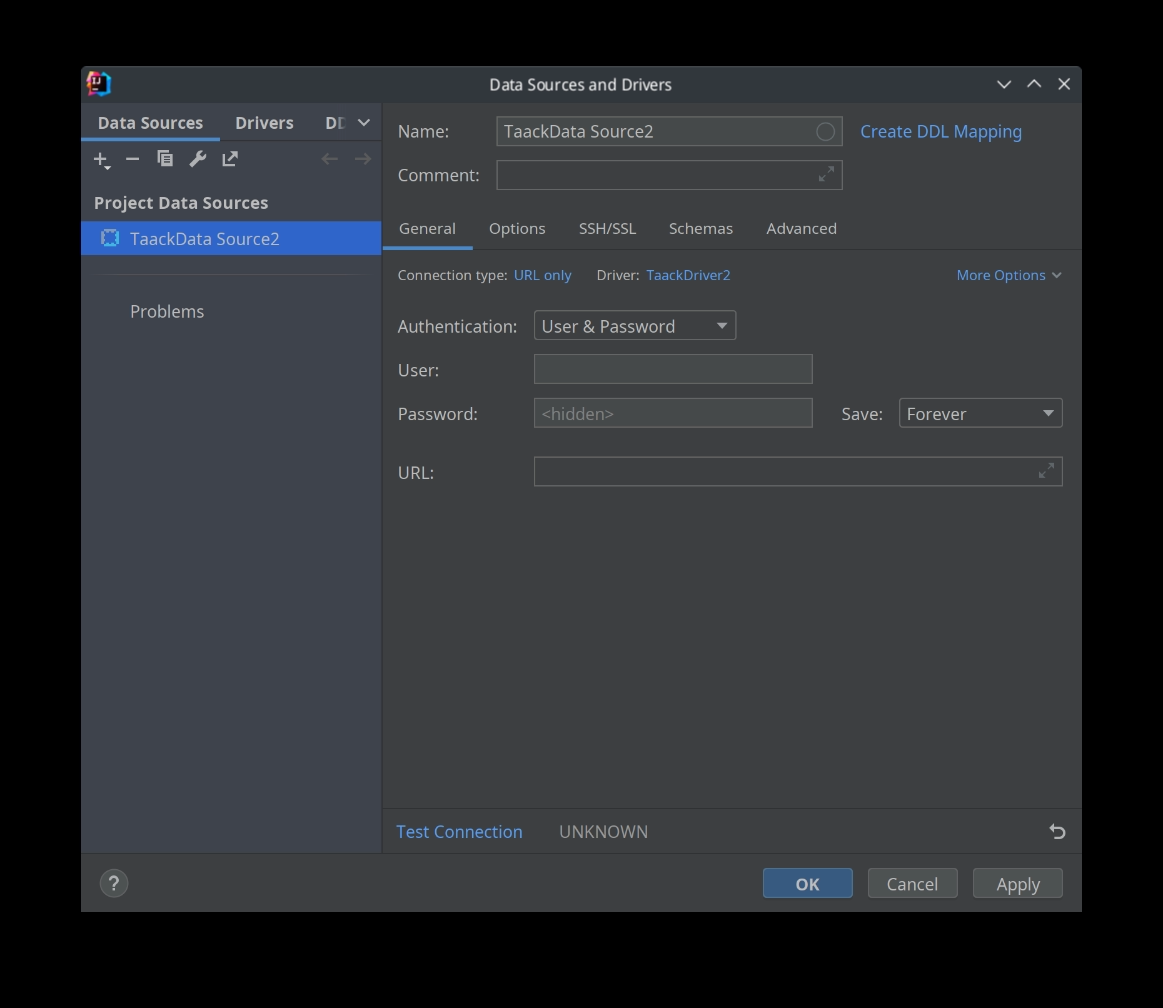 Data Sources and Drivers
Data Sources Drivers
Name: TaackData Source2 Create DDL Mapping
Comment:
Project Data Sources
TaackData Source2
Problems
General Options SSH/SSL Schemas Advanced
Connection type: URL only Driver: TaackDriver2 More Options
Authentication: User & Password
User:
Password: <hidden> Save: Forever
URL:
Test Connection UNKNOWN
? OK Cancel Apply